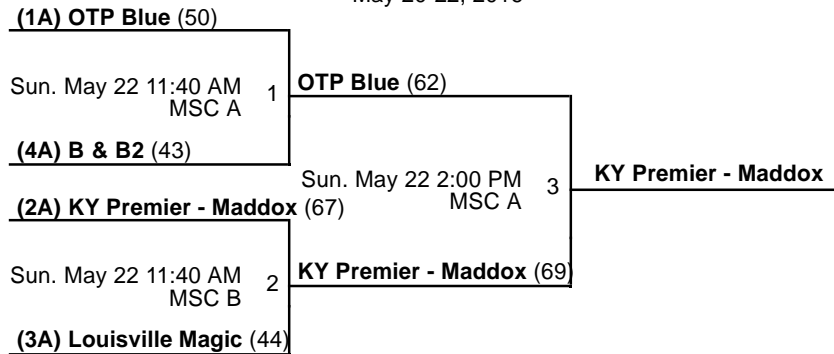 (1A) OTP Blue (50)
Sun. May 22 11:40 AM
MSC A
1
OTP Blue (62)
(4A) B & B2 (43)
Sun. May 22 2:00 PM
MSC A
3
KY Premier - Maddox
(2A) KY Premier - Maddox (67)
Sun. May 22 11:40 AM
MSC B
2
KY Premier - Maddox (69)
(3A) Louisville Magic (44)